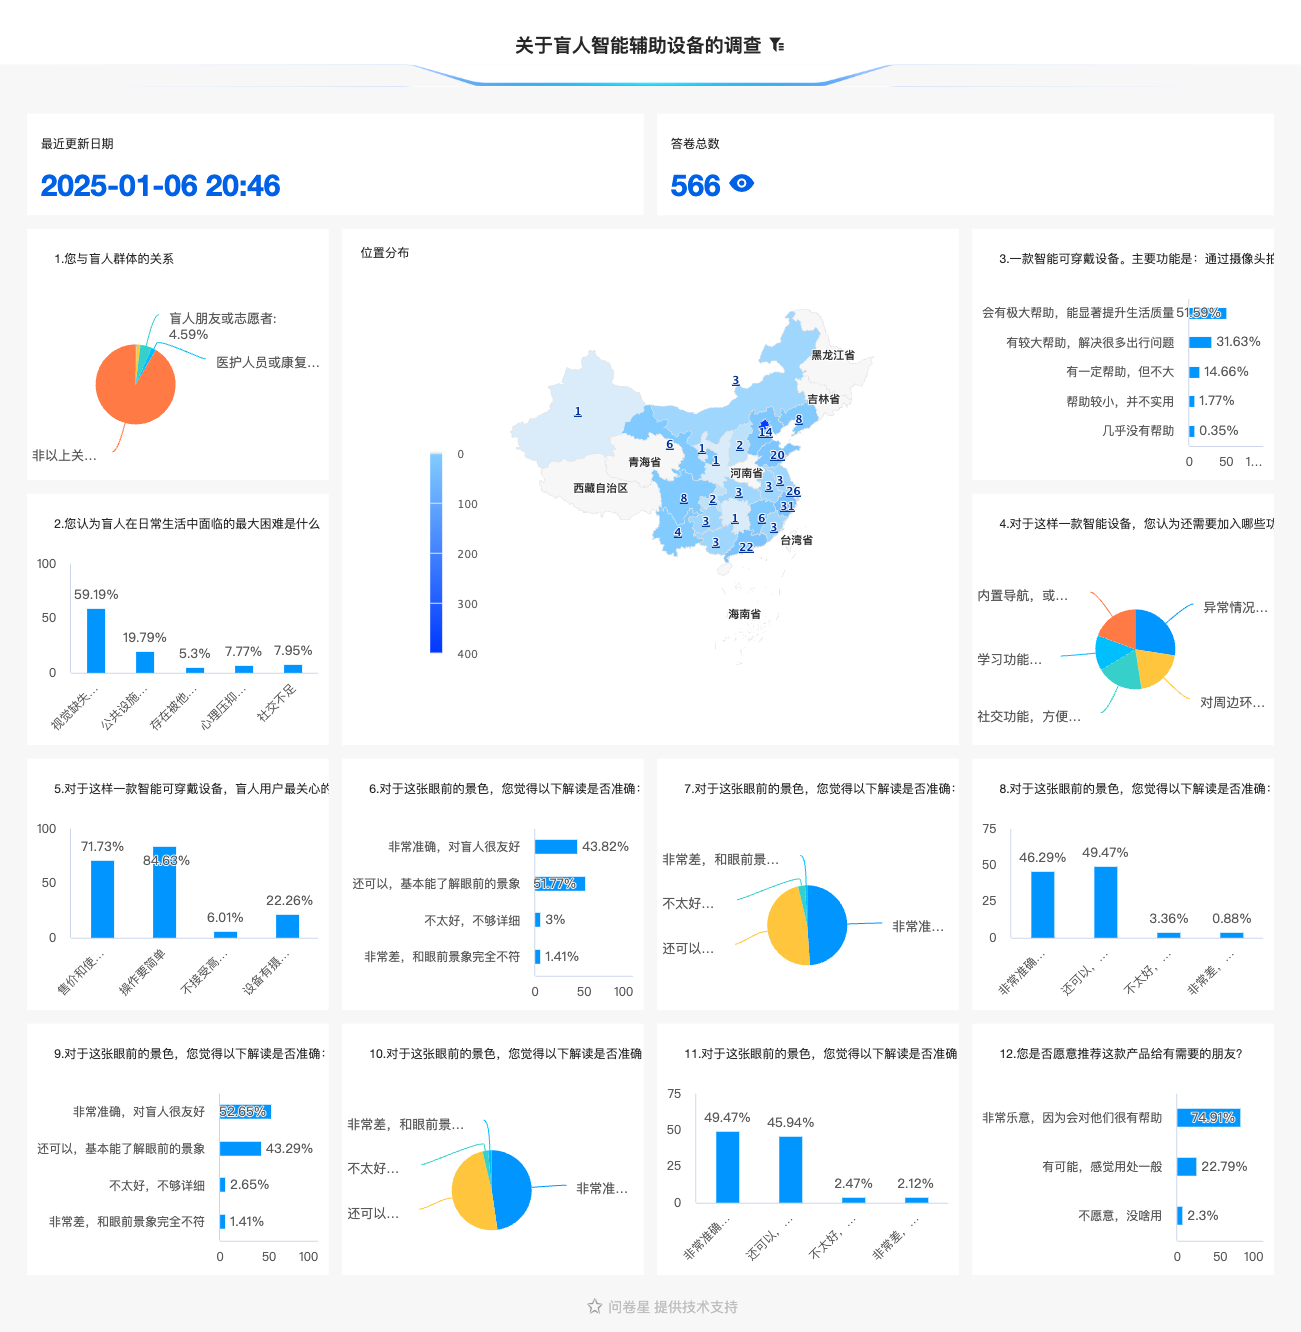 关于盲人智能辅助设备的调查
最近更新日期
2025-01-06 20:46
答卷总数
566
1.您与盲人群体的关系
盲人朋友或志愿者:
4.59%
医护人员或康复...
非以上关...
位置分布
黑龙江省
吉林省
青海省
河南省
西藏自治区
台湾省
海南省
3
1
8
14
6
1
2
1
20
8
2
3
3
3
26
31
4
3
1
6
3
3
22
0
100
200
300
400
3.一款智能可穿戴设备。主要功能是：通过摄像头拍
会有极大帮助，能显著提升生活质量 51.59%
有较大帮助，解决很多出行问题 31.63%
有一定帮助，但不大 14.66%
帮助较小，并不实用 1.77%
几乎没有帮助 0.35%
0 50 1...
2.您认为盲人在日常生活中面临的最大困难是什么
100
50
0
59.19% 19.79% 5.3% 7.77% 7.95%
视觉缺失... 公共设施... 存在被他... 心理压抑... 社交不足
4.对于这样一款智能设备，您认为还需要加入哪些功
内置导航，或...
异常情况...
学习功能...
对周边环...
社交功能，方便...
5.对于这样一款智能可穿戴设备，盲人用户最关心的
100
50
0
71.73% 84.63% 6.01% 22.26%
售价和使... 操作要简单 不接受高... 设备有摄...
6.对于这张眼前的景色，您觉得以下解读是否准确：
非常准确，对盲人很友好 43.82%
还可以，基本能了解眼前的景象 51.77%
不太好，不够详细 3%
非常差，和眼前景象完全不符 1.41%
0 50 100
7.对于这张眼前的景色，您觉得以下解读是否准确：
非常差，和眼前景...
不太好...
还可以...
非常准...
8.对于这张眼前的景色，您觉得以下解读是否准确：
75
50
25
0
46.29% 49.47% 3.36% 0.88%
非常准确... 还可以，... 不太好，... 非常差，...
9.对于这张眼前的景色，您觉得以下解读是否准确：
非常准确，对盲人很友好 52.65%
还可以，基本能了解眼前的景象 43.29%
不太好，不够详细 2.65%
非常差，和眼前景象完全不符 1.41%
0 50 100
10.对于这张眼前的景色，您觉得以下解读是否准确
非常差，和眼前景...
不太好...
还可以...
非常准...
11.对于这张眼前的景色，您觉得以下解读是否准确
75
50
25
0
49.47% 45.94% 2.47% 2.12%
非常准确... 还可以，... 不太好，... 非常差，...
12.您是否愿意推荐这款产品给有需要的朋友?
非常乐意，因为会对他们很有帮助 74.91%
有可能，感觉用处一般 22.79%
不愿意，没啥用 2.3%
0 50 100
问卷星 提供技术支持